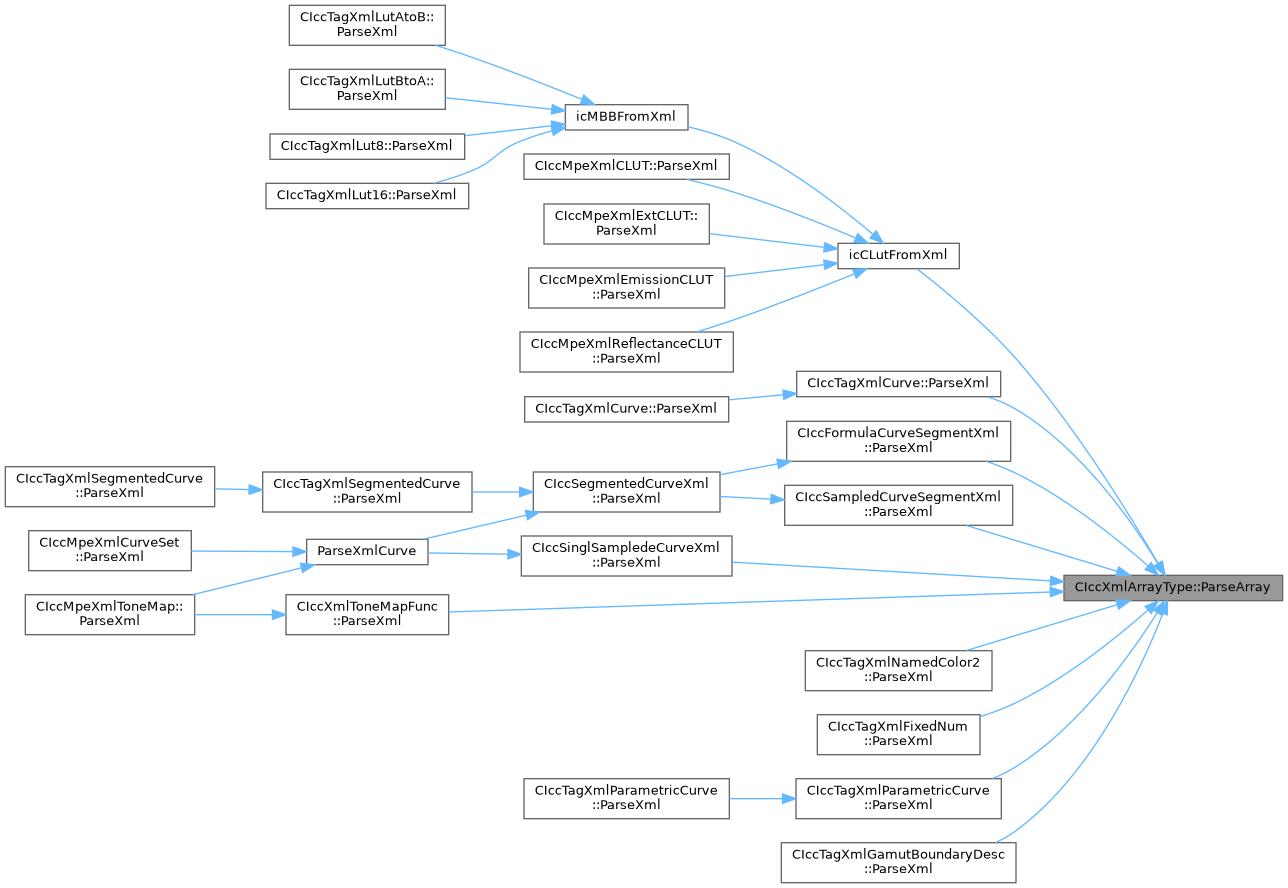 CIccTagXmlLutAtoB::
ParseXml
CIccTagXmlLutBtoA::
ParseXml
icMBBFromXml
CIccTagXmlLut8::ParseXml
CIccMpeXmlCLUT::ParseXml
CIccTagXmlLut16::ParseXml
CIccMpeXmlExtCLUT::
ParseXml
icCLutFromXml
CIccMpeXmlEmissionCLUT
::ParseXml
CIccMpeXmlReflectanceCLUT
::ParseXml
CIccTagXmlCurve::ParseXml
CIccTagXmlCurve::ParseXml
CIccFormulaCurveSegmentXml
::ParseXml
CIccTagXmlSegmentedCurve
::ParseXml
CIccTagXmlSegmentedCurve
::ParseXml
CIccSegmentedCurveXml
::ParseXml
CIccSampledCurveSegmentXml
::ParseXml
CIccMpeXmlCurveSet
::ParseXml
ParseXmlCurve
CIccSinglSampledeCurveXml
::ParseXml
CIccXmlArrayType::ParseArray
CIccMpeXmlToneMap::
ParseXml
CIccXmlToneMapFunc
::ParseXml
CIccTagXmlNamedColor2
::ParseXml
CIccTagXmlFixedNum
::ParseXml
CIccTagXmlParametricCurve
::ParseXml
CIccTagXmlParametricCurve
::ParseXml
CIccTagXmlGamutBoundaryDesc
::ParseXml